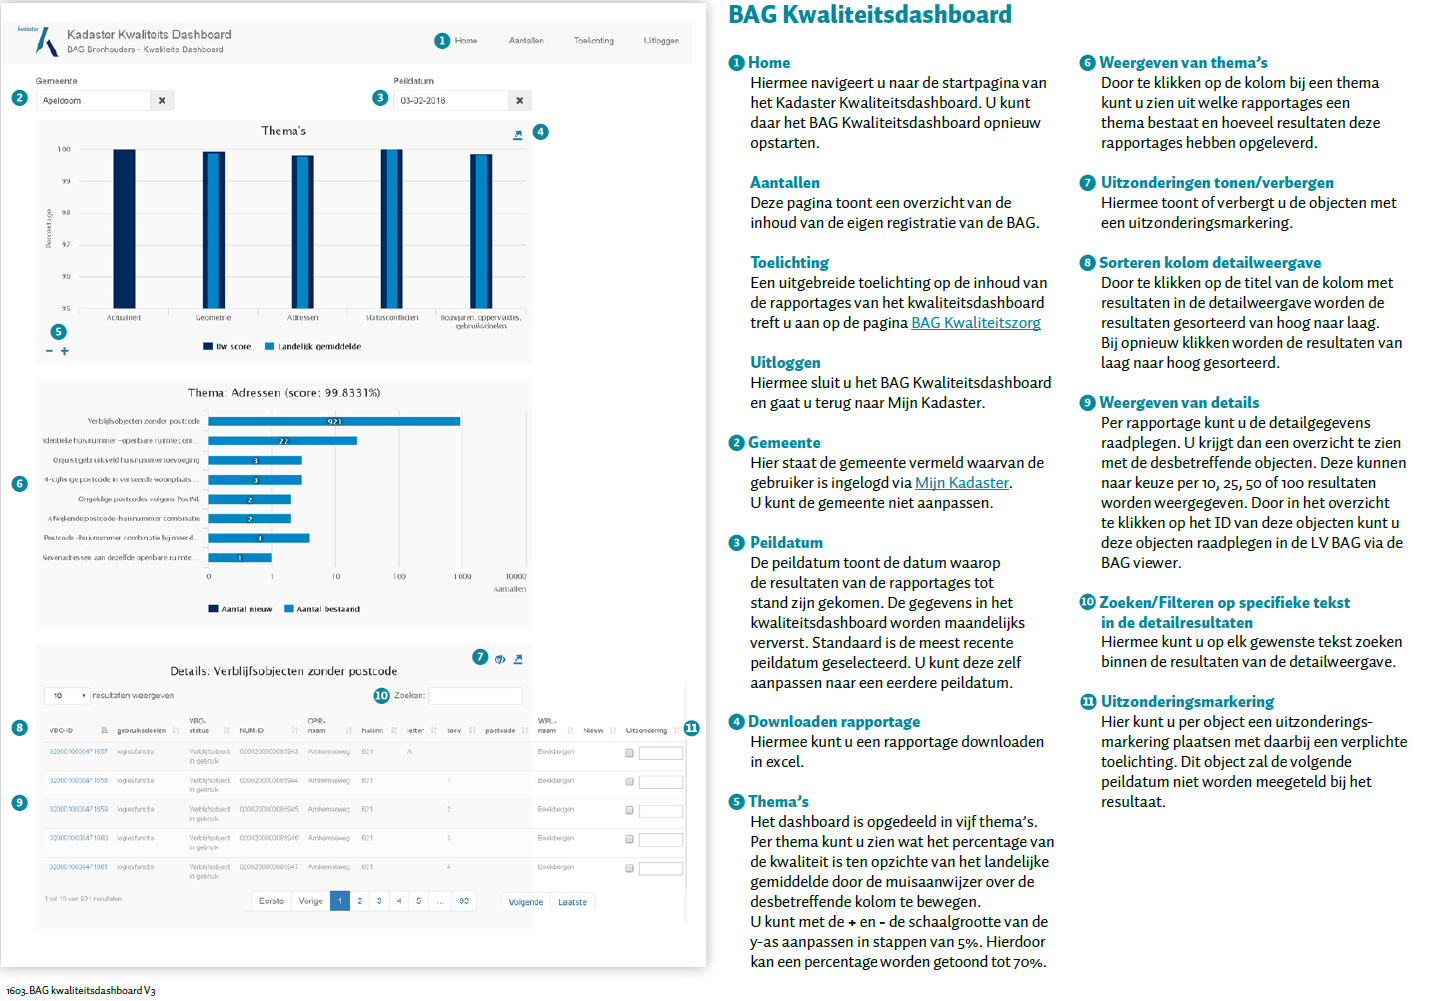 kadaster
Kadaster Kwaliteits Dashboard
BAG Bronhouders - Kwaliteits Dashboard
1 Home
Aantallen
Toelichting
Uitloggen
Gemeente
2 Apeldoorn
Peildatum
3 03-02-2016
Thema's
4
Percentage
100
99
98
97
96
95
Actualiteit
Geometrie
Adressen
Statusconflicten
Bouwjaren, oppervlaktes,
gebruiksdoelen
5
- +
Uw score
Landelijk gemiddelde
Thema: Adressen (score: 99.8331%)
Verblijfsobjecten zonder postcode
921
Identieke huisnummer -openbare ruimte com...
22
Onjuist gebruik veld huisnummertoevoeging
3
6
4-cijferige postcode in verkeerde woonplaats...
3
Ongeldige postcodes volgens PostNL
2
Afwijkende postcode-huisnummer combinatie
2
Postcode -huisnummer combinatie bij meer d...
4
Nevenadressen aan dezelfde openbare ruimte...
1
0 1 10 100 1 000 10000
Aantallen
Aantal nieuw
Aantal bestaand
7
Details: Verblijfsobjecten zonder postcode
10 resultaten weergeven
10 Zoeken:
8
VBO-ID gebruiksdoelen VBO-status NUM-ID OPR-naam huisnr. letter toev. postcode WPL-naam Nieuw Uitzondering
11
0200010000471857 logiesfunctie Verblijfsobject in gebruik 0200200000085943 Arnhemseweg 621 A Beekbergen
0200010000471858 logiesfunctie Verblijfsobject in gebruik 0200200000085944 Arnhemseweg 621 1 Beekbergen
9
0200010000471859 logiesfunctie Verblijfsobject in gebruik 0200200000085945 Arnhemseweg 621 2 Beekbergen
0200010000471860 logiesfunctie Verblijfsobject in gebruik 0200200000085946 Arnhemseweg 621 3 Beekbergen
0200010000471861 logiesfunctie Verblijfsobject in gebruik 0200200000085947 Arnhemseweg 621 4 Beekbergen
1 tot 10 van 921 resultaten
Eerste Vorige 1 2 3 4 5 ... 93 Volgende Laatste
1603_BAG kwaliteitsdashboard V3
BAG Kwaliteitsdashboard
1 Home
Hiermee navigeert u naar de startpagina van
het Kadaster Kwaliteitsdashboard. U kunt
daar het BAG Kwaliteitsdashboard opnieuw
opstarten.
Aantallen
Deze pagina toont een overzicht van de
inhoud van de eigen registratie van de BAG.
Toelichting
Een uitgebreide toelichting op de inhoud van
de rapportages van het kwaliteitsdashboard
treft u aan op de pagina BAG Kwaliteitszorg
Uitloggen
Hiermee sluit u het BAG Kwaliteitsdashboard
en gaat u terug naar Mijn Kadaster.
2 Gemeente
Hier staat de gemeente vermeld waarvan de
gebruiker is ingelogd via Mijn Kadaster.
U kunt de gemeente niet aanpassen.
3 Peildatum
De peildatum toont de datum waarop
de resultaten van de rapportages tot
stand zijn gekomen. De gegevens in het
kwaliteitsdashboard worden maandelijks
ververst. Standaard is de meest recente
peildatum geselecteerd. U kunt deze zelf
aanpassen naar een eerdere peildatum.
4 Downloaden rapportage
Hiermee kunt u een rapportage downloaden
in excel.
5 Thema's
Het dashboard is opgedeeld in vijf thema's.
Per thema kunt u zien wat het percentage van
de kwaliteit is ten opzichte van het landelijke
gemiddelde door de muisaanwijzer over de
desbetreffende kolom te bewegen.
U kunt met de + en - de schaalgrootte van de
y-as aanpassen in stappen van 5%. Hierdoor
kan een percentage worden getoond tot 70%.
6 Weergeven van thema's
Door te klikken op de kolom bij een thema
kunt u zien uit welke rapportages een
thema bestaat en hoeveel resultaten deze
rapportages hebben opgeleverd.
7 Uitzonderingen tonen/verbergen
Hiermee toont of verbergt u de objecten met
een uitzonderingsmarkering.
8 Sorteren kolom detailweergave
Door te klikken op de titel van de kolom met
resultaten in de detailweergave worden de
resultaten gesorteerd van hoog naar laag.
Bij opnieuw klikken worden de resultaten van
laag naar hoog gesorteerd.
9 Weergeven van details
Per rapportage kunt u de detailgegevens
raadplegen. U krijgt dan een overzicht te zien
met de desbetreffende objecten. Deze kunnen
naar keuze per 10, 25, 50 of 100 resultaten
worden weergegeven. Door in het overzicht
te klikken op het ID van deze objecten kunt u
deze objecten raadplegen in de LV BAG via de
BAG viewer.
10 Zoeken/Filteren op specifieke tekst
in de detailresultaten
Hiermee kunt u op elk gewenste tekst zoeken
binnen de resultaten van de detailweergave.
11 Uitzonderingsmarkering
Hier kunt u per object een uitzonderings-
markering plaatsen met daarbij een verplichte
toelichting. Dit object zal de volgende
peildatum niet worden meegeteld bij het
resultaat.